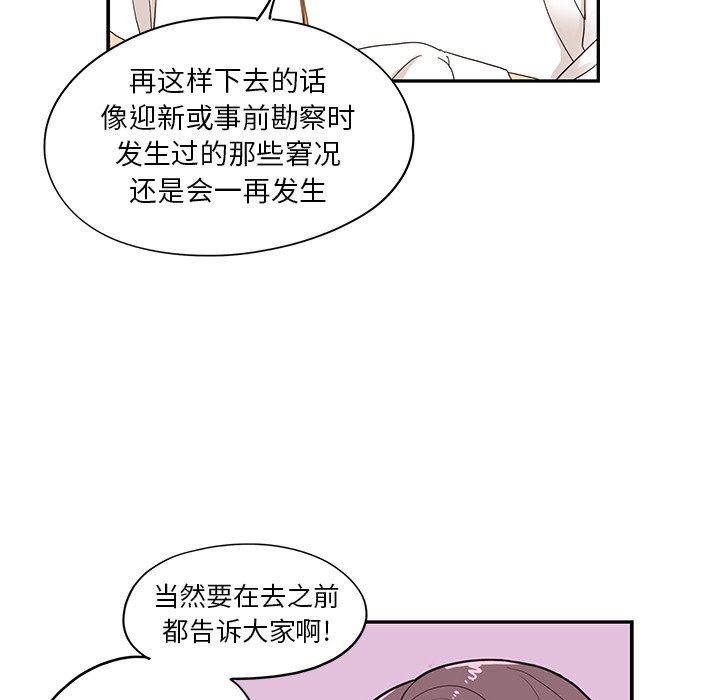 再这样下去的话
像迎新或事前勘察时
发生过的那些窘况
还是会一再发生
当然要在去之前
都告诉大家啊!